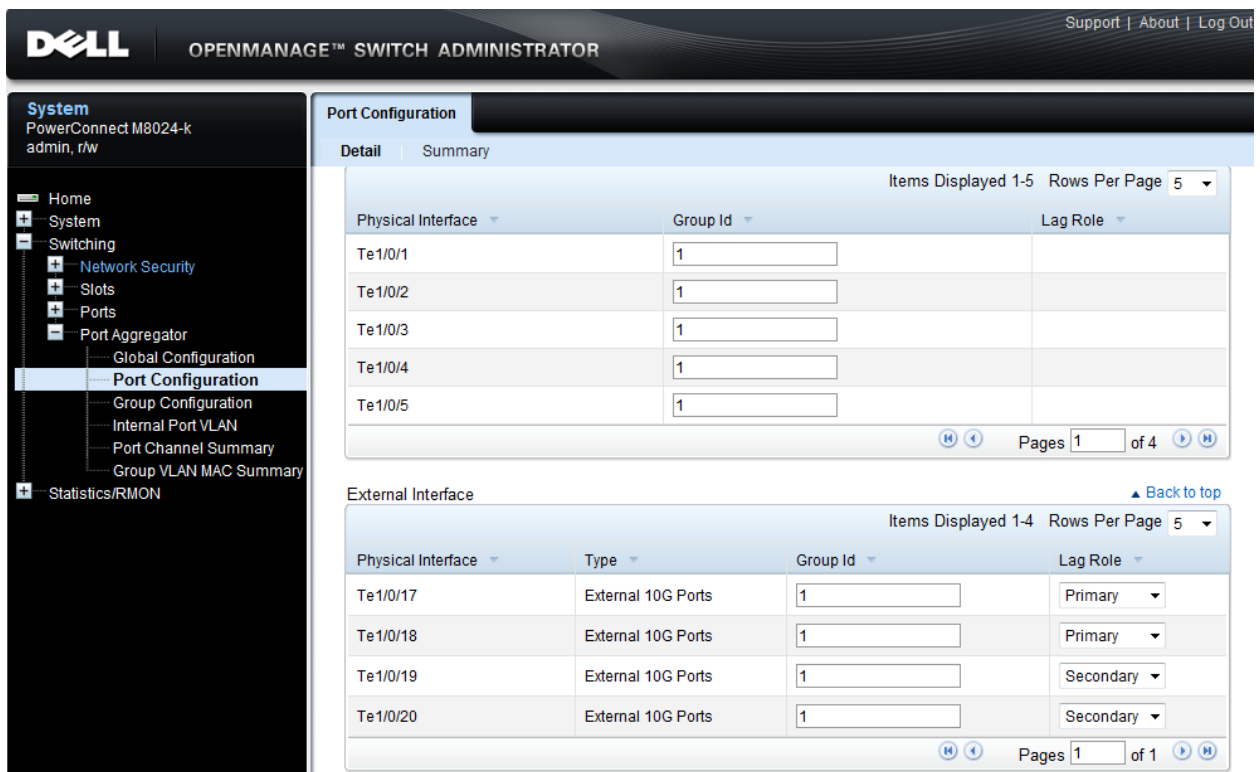 Support | About | Log Out
DELL OPENMANAGE™ SWITCH ADMINISTRATOR
System
PowerConnect M8024-k
admin, r/w
Home
System
Switching
Network Security
Slots
Ports
Port Aggregator
Global Configuration
Port Configuration
Group Configuration
Internal Port VLAN
Port Channel Summary
Group VLAN MAC Summary
Statistics/RMON
Port Configuration
Detail Summary
Items Displayed 1-5 Rows Per Page 5
Physical Interface Group Id Lag Role
Te1/0/1 1
Te1/0/2 1
Te1/0/3 1
Te1/0/4 1
Te1/0/5 1
Pages 1 of 4
External Interface Back to top
Items Displayed 1-4 Rows Per Page 5
Physical Interface Type Group Id Lag Role
Te1/0/17 External 10G Ports 1 Primary
Te1/0/18 External 10G Ports 1 Primary
Te1/0/19 External 10G Ports 1 Secondary
Te1/0/20 External 10G Ports 1 Secondary
Pages 1 of 1